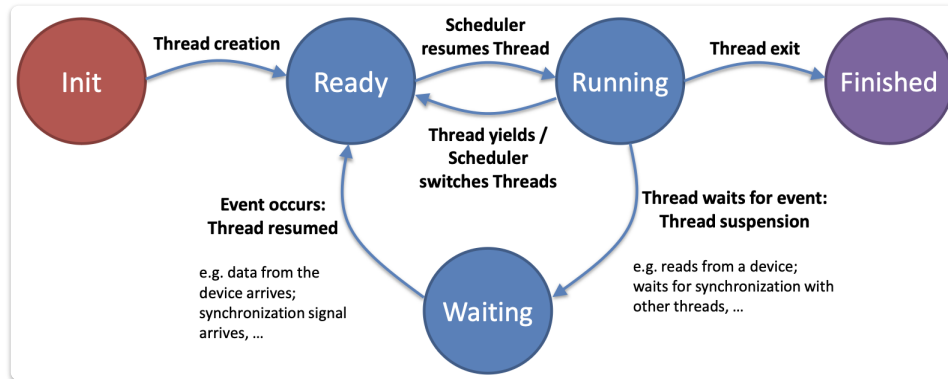 Init
Thread creation
Ready
Scheduler
resumes Thread
Running
Thread exit
Finished
Thread yields /
Scheduler
switches Threads
Event occurs:
Thread resumed
e.g. data from the
device arrives;
synchronization signal
arrives, ...
Waiting
Thread waits for event:
Thread suspension
e.g. reads from a device;
waits for synchronization with
other threads, ...